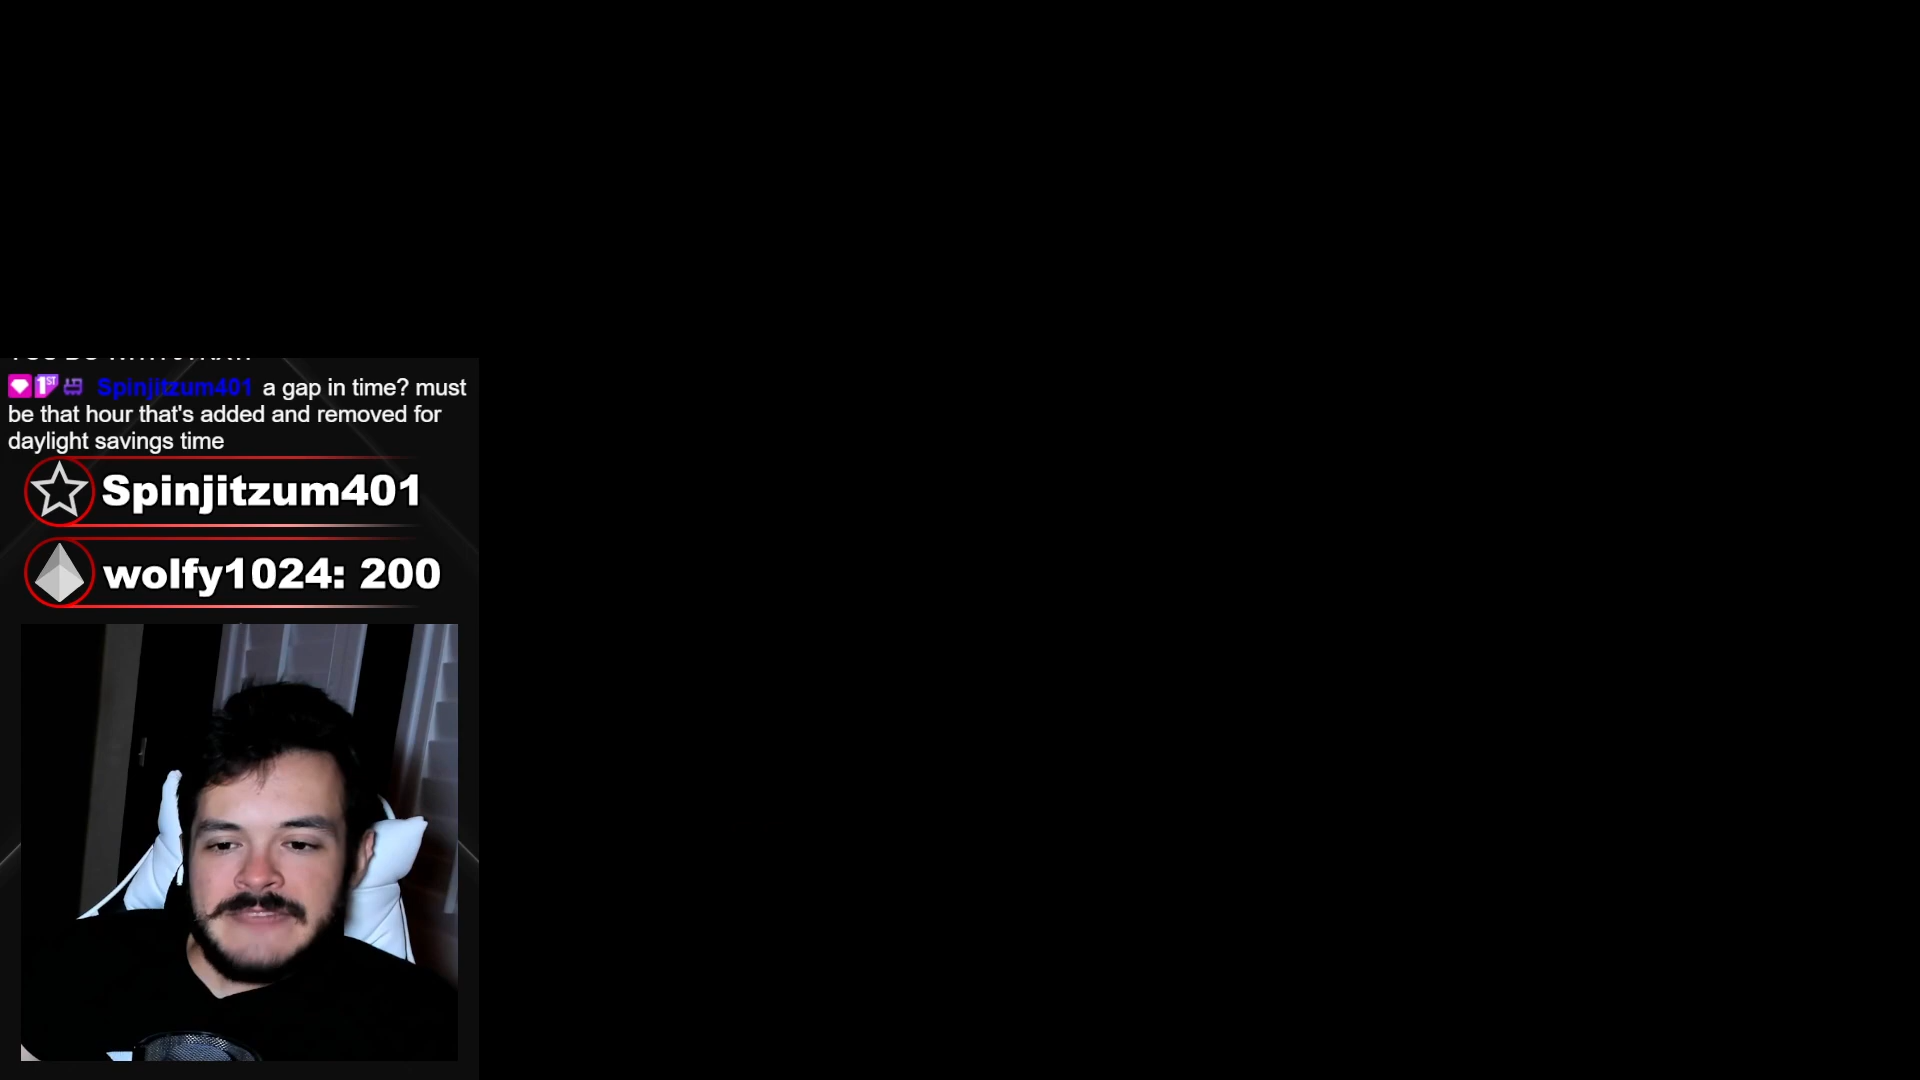 1ST Spinjitzum401 a gap in time? must
be that hour that's added and removed for
daylight savings time
Spinjitzum401
wolfy1024: 200